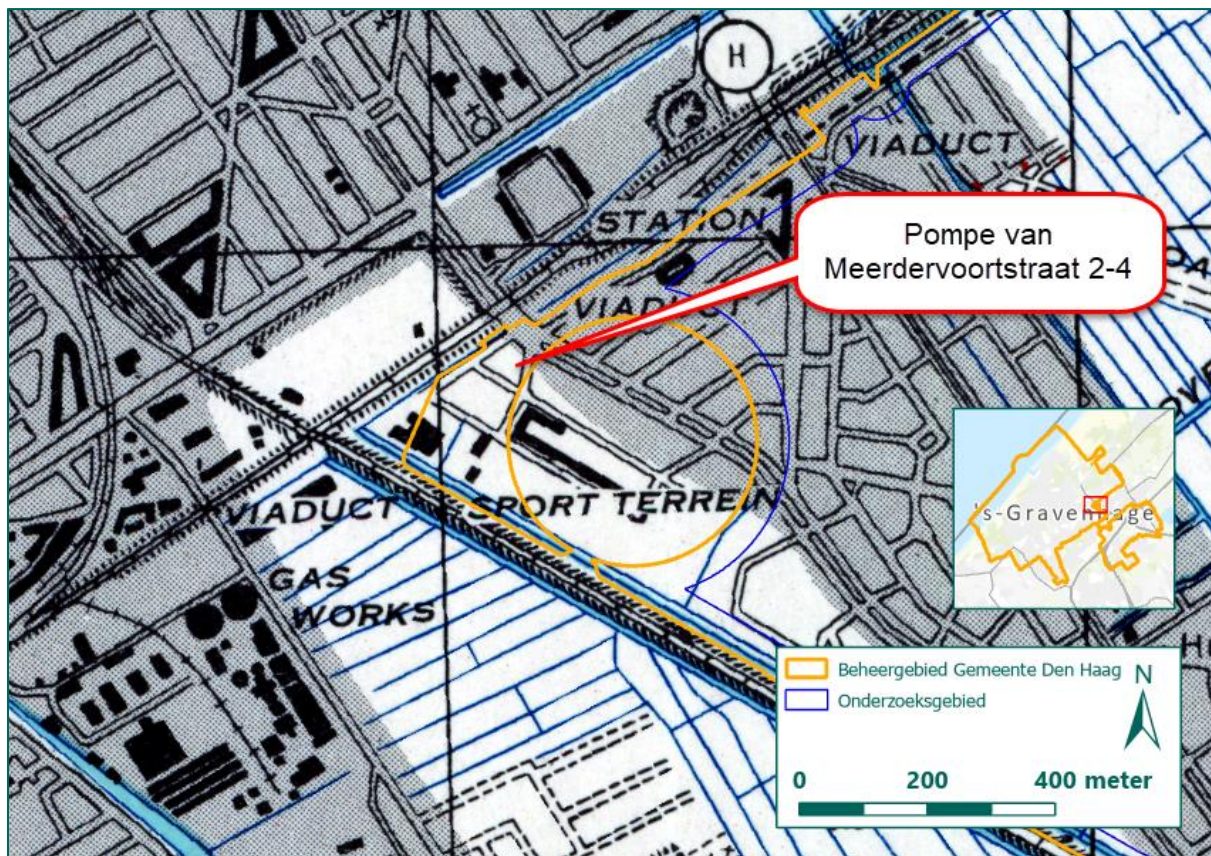 H
VIADUCT
STATION
Pompe van
Meerdervoortstraat 2-4
VIADUCT
's-Gravenhage
VIADUCT
SPORT TERREIN
GAS
WORKS
Beheergebied Gemeente Den Haag
N
Onderzoeksgebied
0 200 400 meter